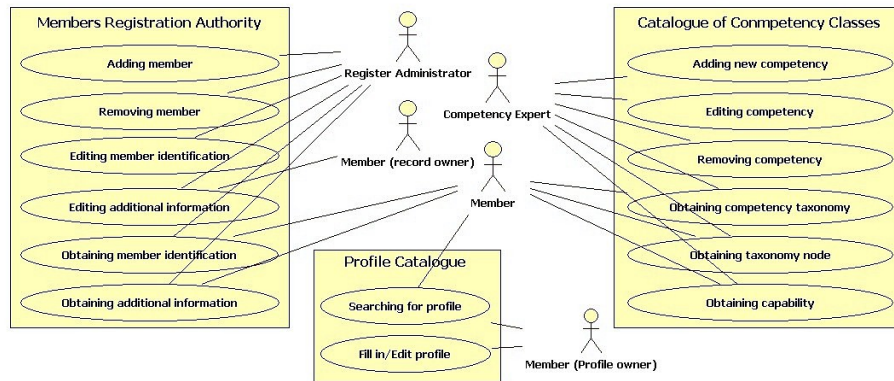 Members Registration Authority
Adding member
Removing member
Editing member identification
Editing additional information
Obtaining member identification
Obtaining additional information
Register Administrator
Competency Expert
Member (record owner)
Member
Profile Catalogue
Searching for profile
Fill in/Edit profile
Member (Profile owner)
Catalogue of Conmpetency Classes
Adding new competency
Editing competency
Removing competency
Obtaining competency taxonomy
Obtaining taxonomy node
Obtaining capability